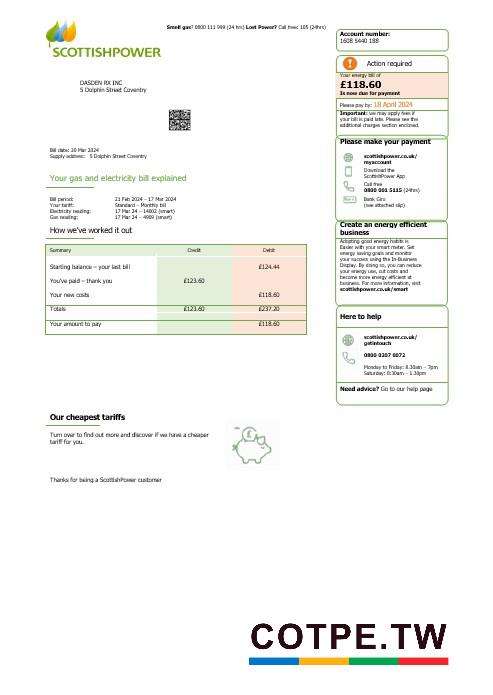 Smell gas? 0800 111 999 (24 hrs) Lost Power? Call free: 105 (24hrs)
SCOTTISHPOWER
DASDEN RX INC
5 Dolphin Street Coventry
Bill date: 20 Mar 2024
Supply address: 5 Dolphin Street Coventry
Your gas and electricity bill explained
Bill period: 21 Feb 2024 - 17 Mar 2024
Your tariff: Standard - Monthly bill
Electricity reading: 17 Mar 24 - 14802 (smart)
Gas reading: 17 Mar 24 - 4909 (smart)
How we've worked it out
Summary Credit Debit
Starting balance – your last bill £124.44
You've paid – thank you £123.60
Your new costs £118.60
Totals £123.60 £237.20
Your amount to pay £118.60
Account number:
1608 5440 188
! Action required
Your energy bill of
£118.60
Is now due for payment
Please pay by: 18 April 2024
Important: we may apply fees if
your bill is paid late. Please see the
additional charges section enclosed.
Please make your payment
scottishpower.co.uk/
myaccount
Download the
ScottishPower App
Call free
0800 001 5115 (24hrs)
Bank Giro
(see attached slip)
Create an energy efficient
business
Adopting good energy habits is
Easier with your smart meter. Set
energy saving goals and monitor
your success using the In-Business
Display. By doing so, you can reduce
your energy use, cut costs and
become more energy efficient at
business. For more information, visit
scottishpower.co.uk/smart
Here to help
scottishpower.co.uk/
getintouch
0800 0207 0072
Monday to Friday: 8.30am – 7pm
Saturday: 8:30am – 1.30pm
Need advice? Go to our help page
Our cheapest tariffs
Turn over to find out more and discover if we have a cheaper
tariff for you.
£
Thanks for being a ScottishPower customer
COTPE.TW